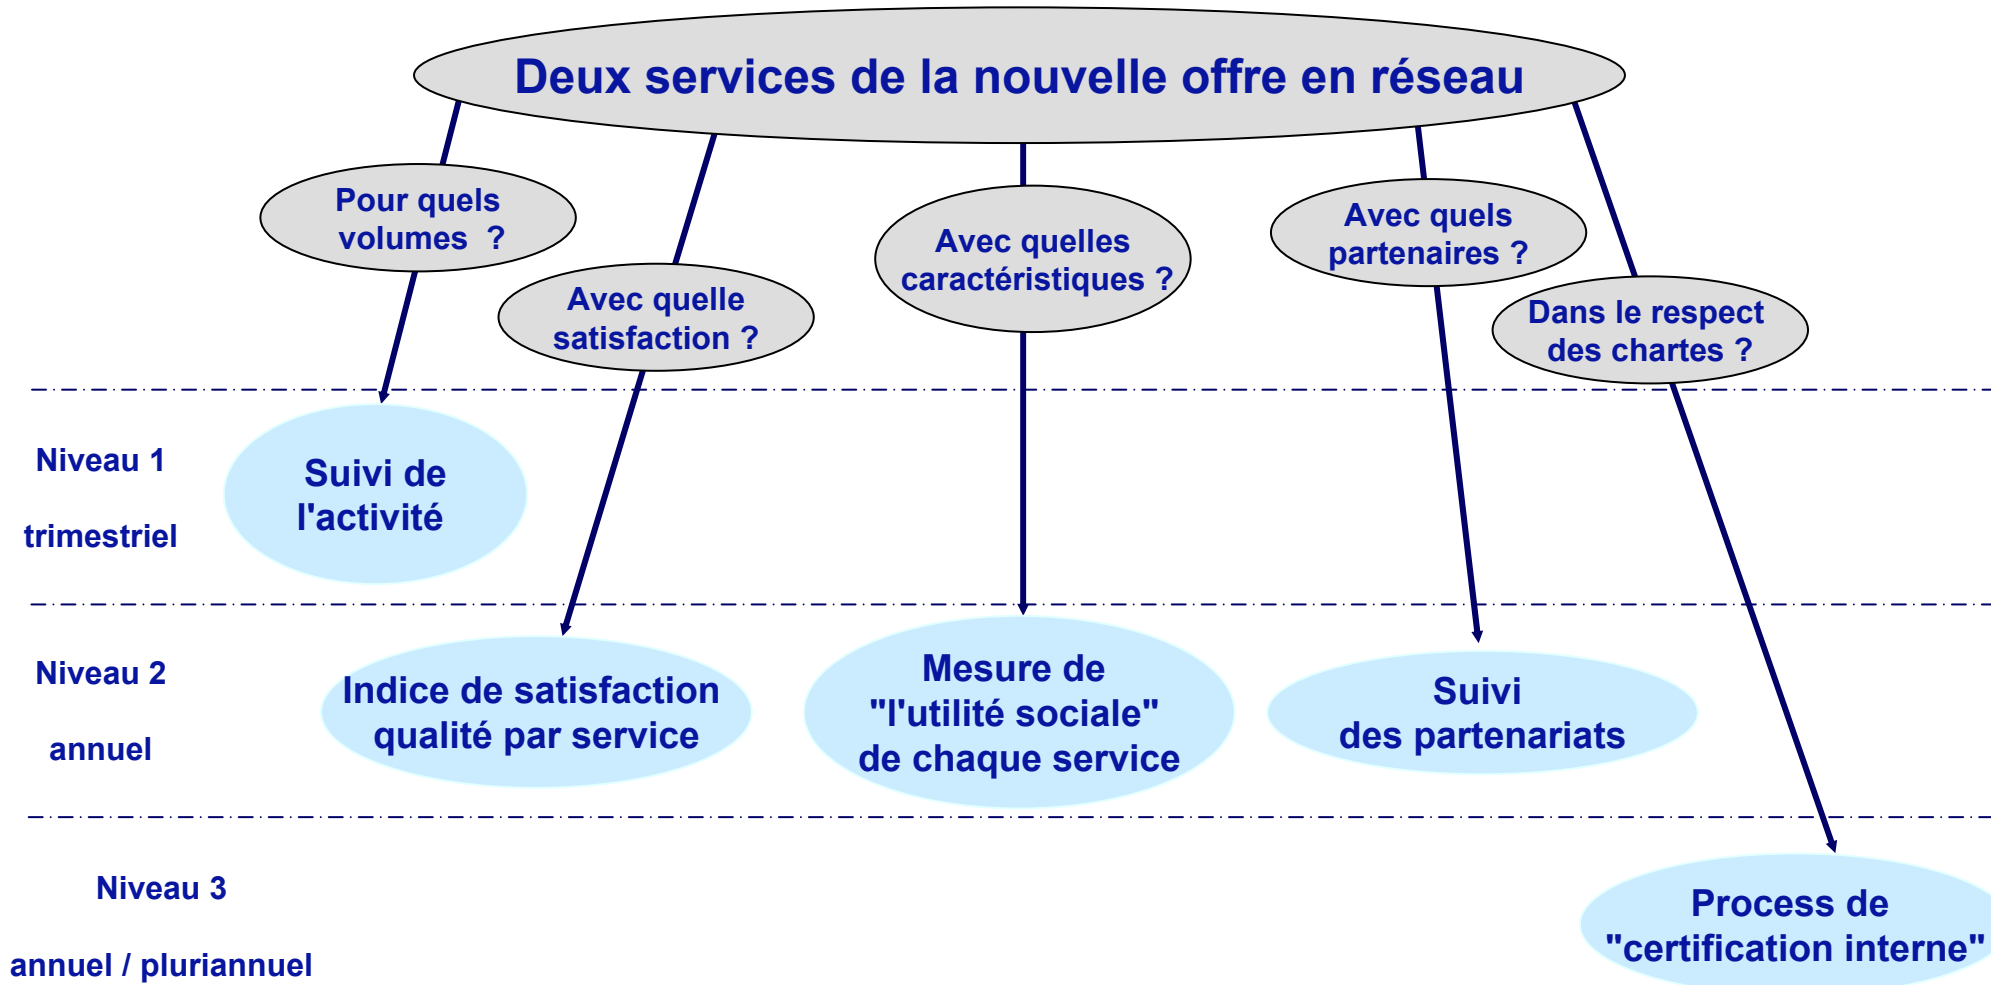 Deux services de la nouvelle offre en réseau
Pour quels
volumes ?
Avec quelle
satisfaction ?
Avec quelles
caractéristiques ?
Avec quels
partenaires ?
Dans le respect
des chartes ?
Niveau 1
trimestriel
Suivi de
l'activité
Niveau 2
annuel
Indice de satisfaction
qualité par service
Mesure de
"l'utilité sociale"
de chaque service
Suivi
des partenariats
Niveau 3
annuel / pluriannuel
Process de
"certification interne"